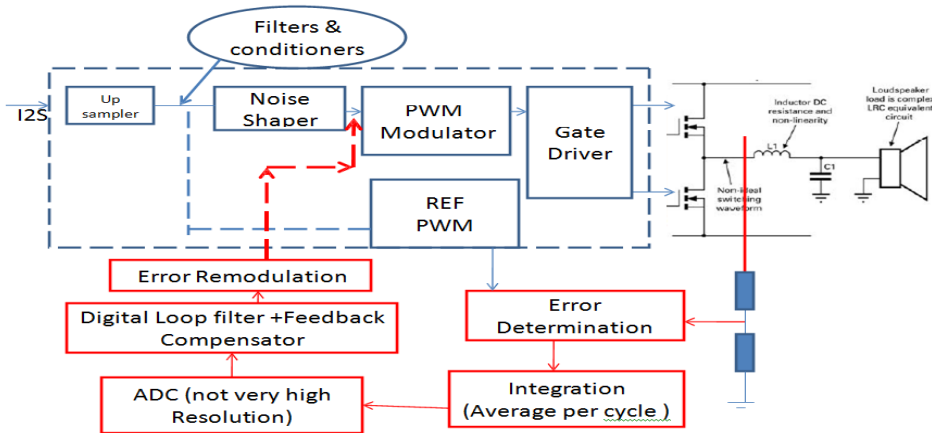 Filters &
conditioners
I2S
Up
sampler
Noise
Shaper
PWM
Modulator
Gate
Driver
REF
PWM
Inductor DC
resistance
and
non-linearity
L1
C1
Loudspeaker
load is complex
LRC equivalent
circuit
Non-ideal
switching
waveform
Error Remodulation
Digital Loop filter +Feedback
Compensator
ADC (not very high
Resolution)
Error
Determination
Integration
(Average per cycle )